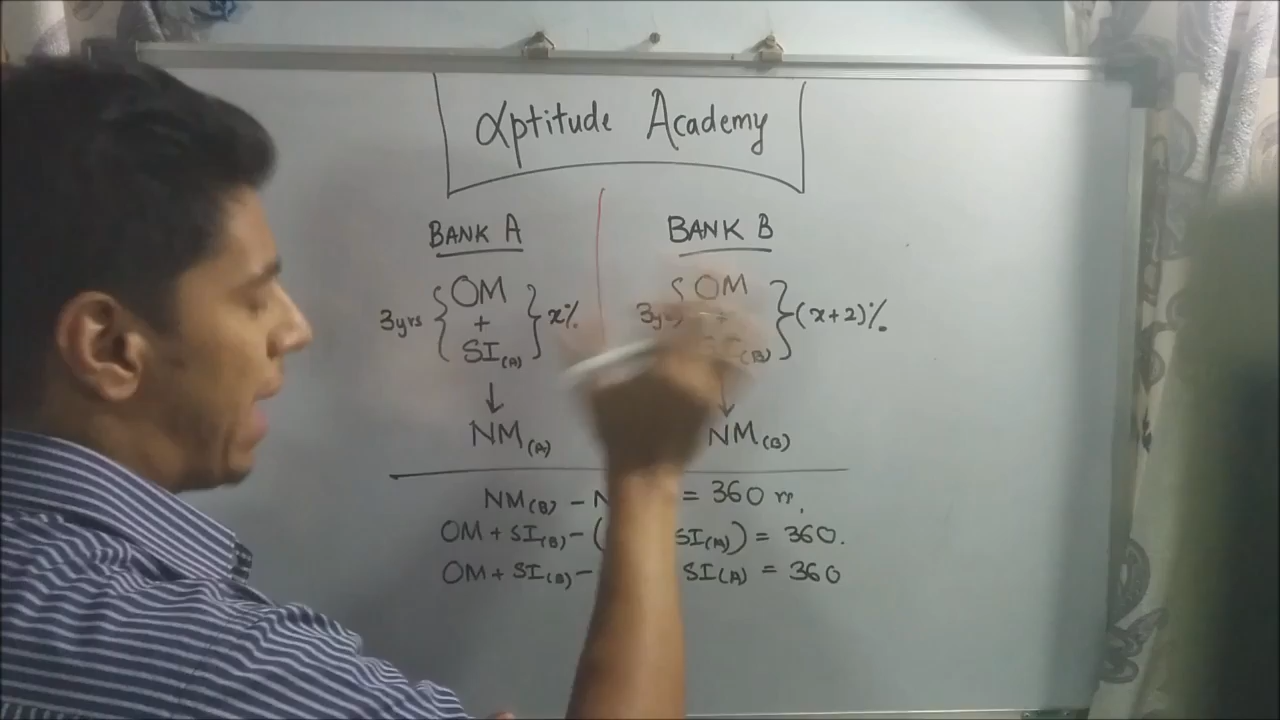 αptitude Academy
BANK A
BANK B
3yrs { OM + SI(A) } x%
OM } (x+2)%
(B)
NM(A)
NM(B)
NM(B) - = 360 rs.
OM + SI(B) - ( SI(A)) = 360.
OM + SI(B) - SI(A) = 360